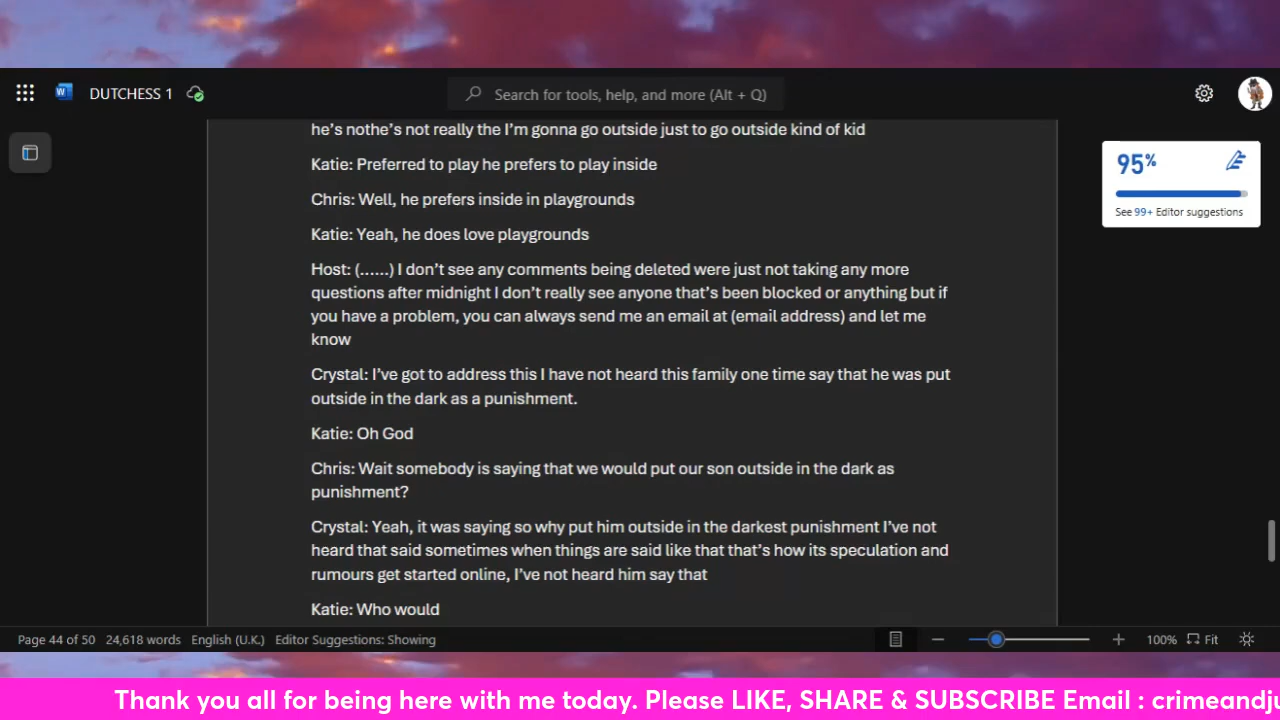 DUTCHESS 1
Search for tools, help, and more (Alt + Q)
he's nothe's not really the I'm gonna go outside just to go outside kind of kid
Katie: Preferred to play he prefers to play inside
Chris: Well, he prefers inside in playgrounds
Katie: Yeah, he does love playgrounds
Host: (……) I don't see any comments being deleted were just not taking any more
questions after midnight I don't really see anyone that's been blocked or anything but if
you have a problem, you can always send me an email at (email address) and let me
know
Crystal: I've got to address this I have not heard this family one time say that he was put
outside in the dark as a punishment.
Katie: Oh God
Chris: Wait somebody is saying that we would put our son outside in the dark as
punishment?
Crystal: Yeah, it was saying so why put him outside in the darkest punishment I've not
heard that said sometimes when things are said like that that's how its speculation and
rumours get started online, I've not heard him say that
Katie: Who would
95%
See 99+ Editor suggestions
Page 44 of 50 24,618 words English (U.K.) Editor Suggestions: Showing
100% Fit
Thank you all for being here with me today. Please LIKE, SHARE & SUBSCRIBE Email : crimeandju